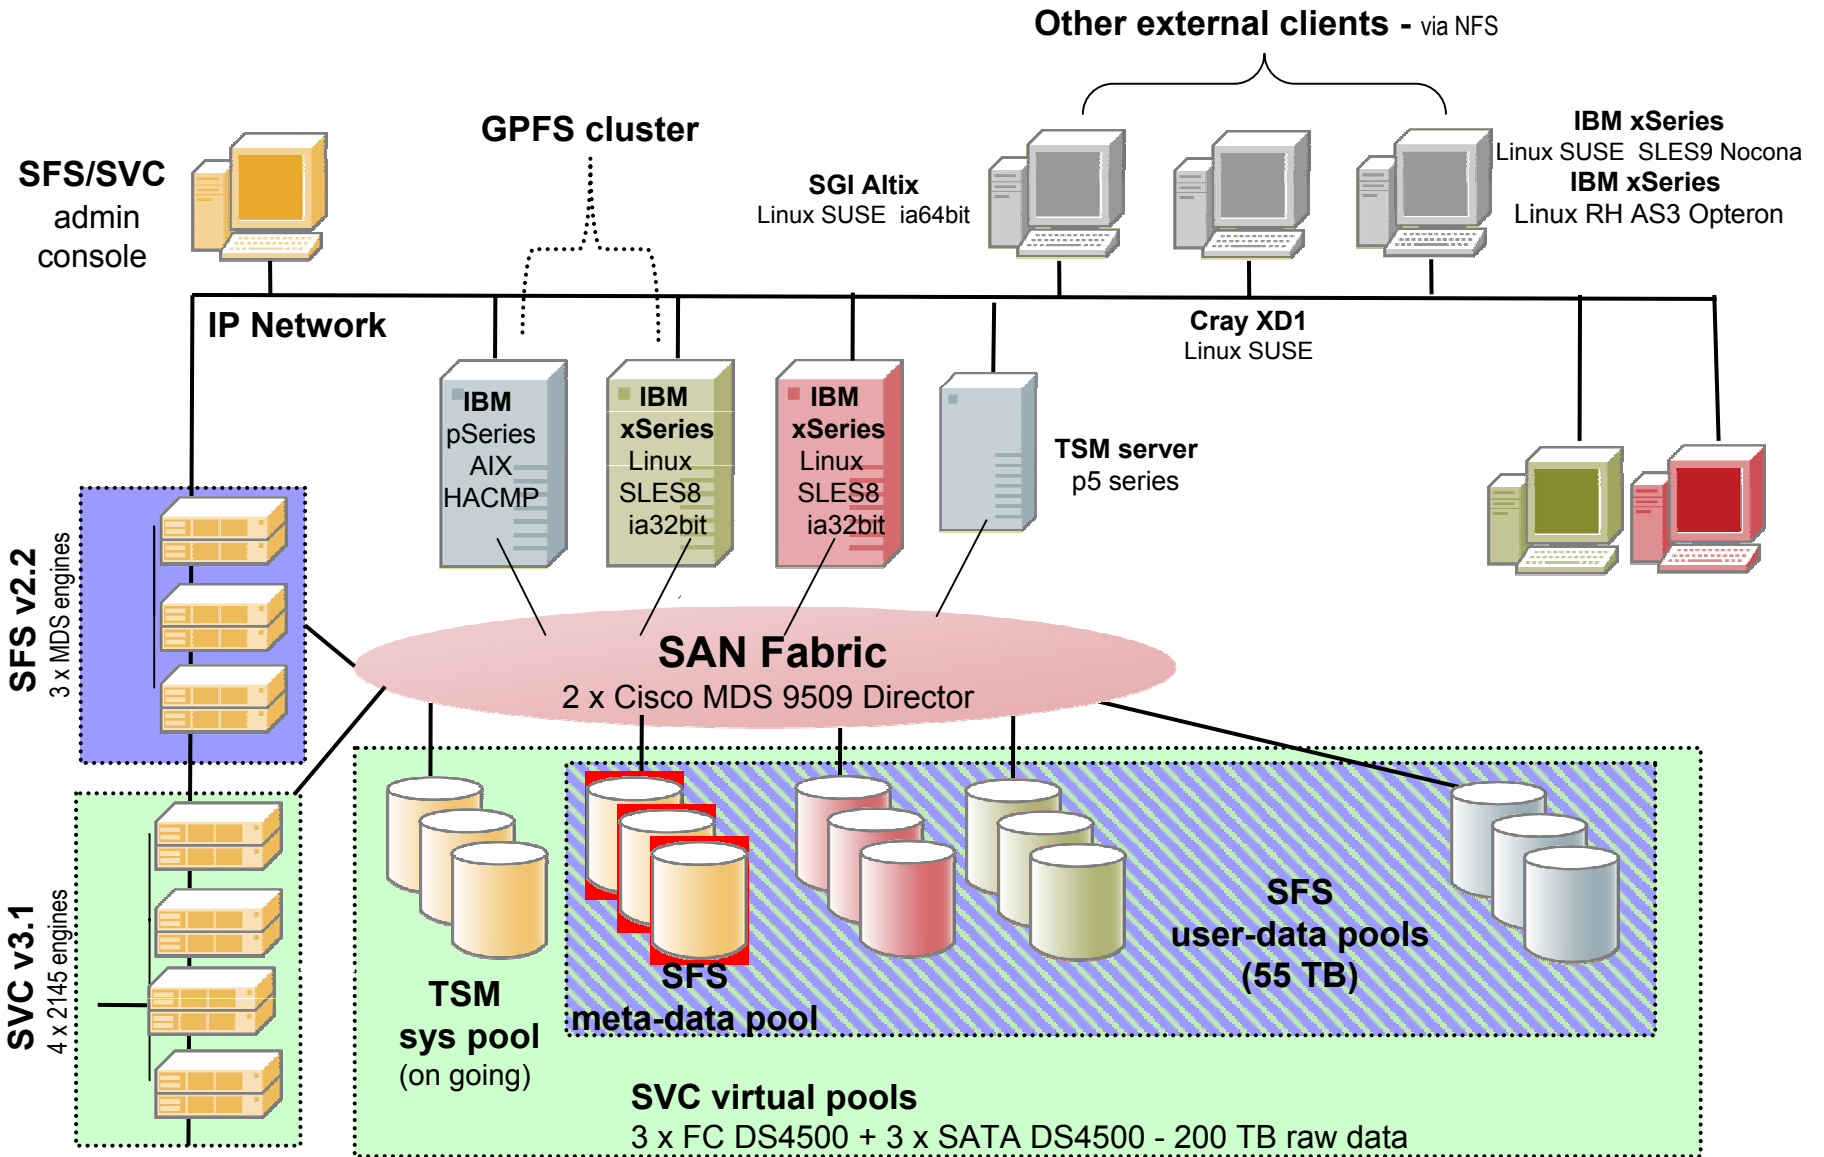 Other external clients - via NFS
GPFS cluster
SFS/SVC
admin
console
SGI Altix
Linux SUSE ia64bit
IBM xSeries
Linux SUSE SLES9 Nocona
IBM xSeries
Linux RH AS3 Opteron
IP Network
Cray XD1
Linux SUSE
IBM
pSeries
AIX
HACMP
IBM
xSeries
Linux
SLES8
ia32bit
IBM
xSeries
Linux
SLES8
ia32bit
TSM server
p5 series
SFS v2.2
3 x MDS engines
SAN Fabric
2 x Cisco MDS 9509 Director
SVC v3.1
4 x 2145 engines
TSM
sys pool
(on going)
SFS
meta-data pool
SFS
user-data pools
(55 TB)
SVC virtual pools
3 x FC DS4500 + 3 x SATA DS4500 - 200 TB raw data